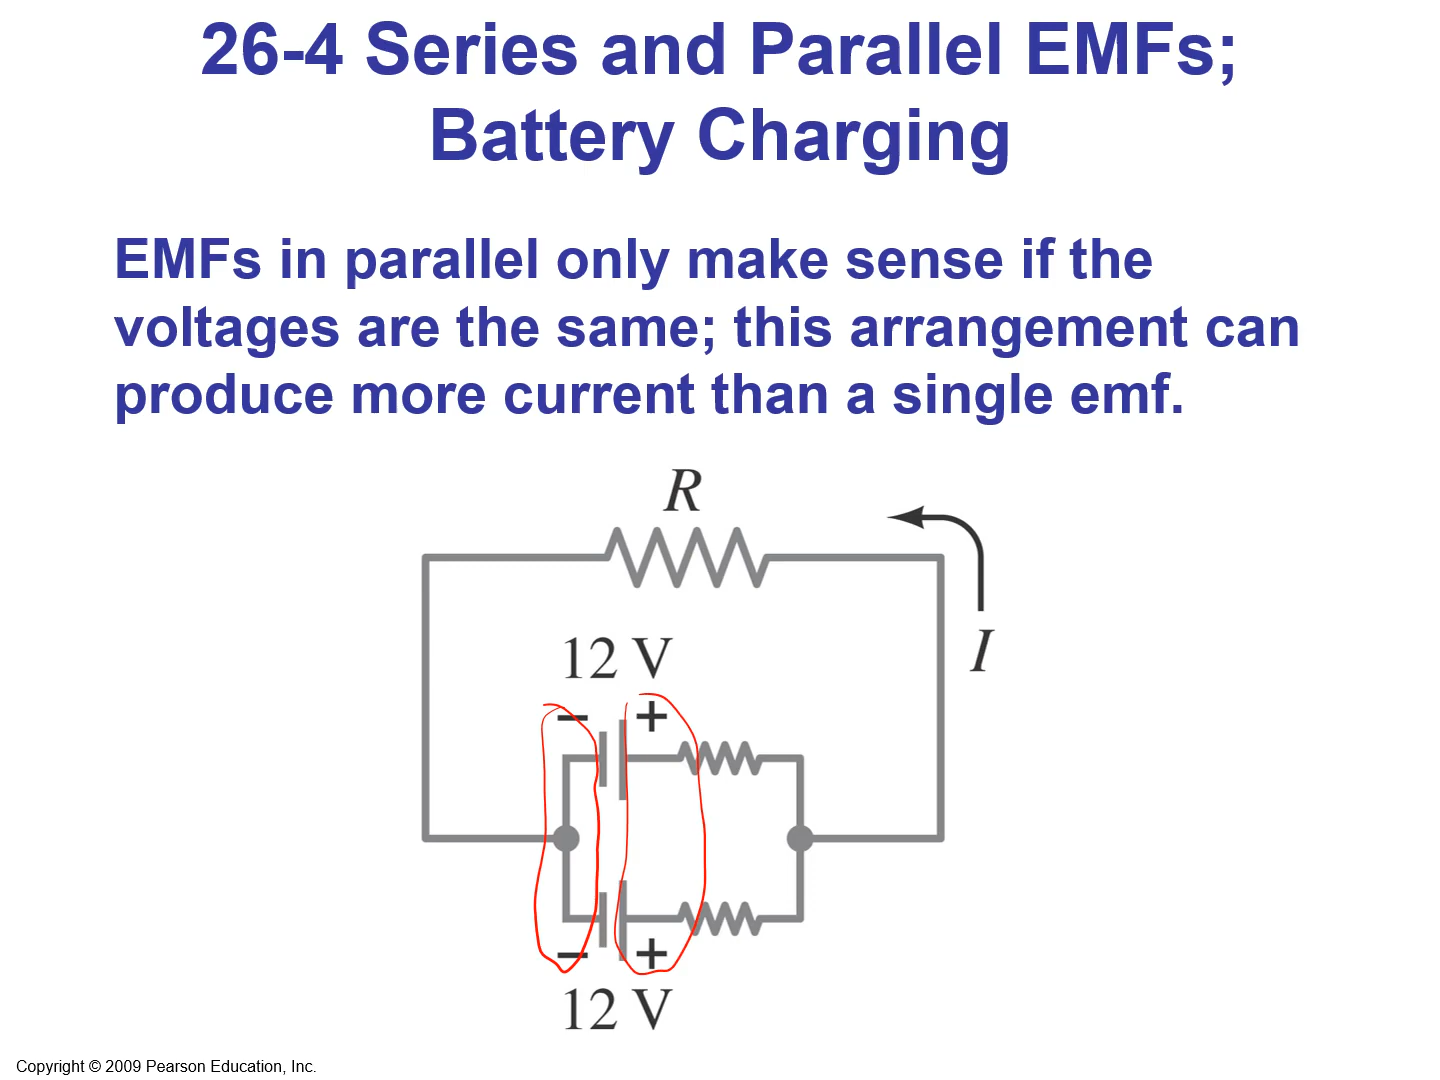 26-4 Series and Parallel EMFs;
Battery Charging
EMFs in parallel only make sense if the
voltages are the same; this arrangement can
produce more current than a single emf.
R
I
12 V
− +
− +
12 V
Copyright © 2009 Pearson Education, Inc.